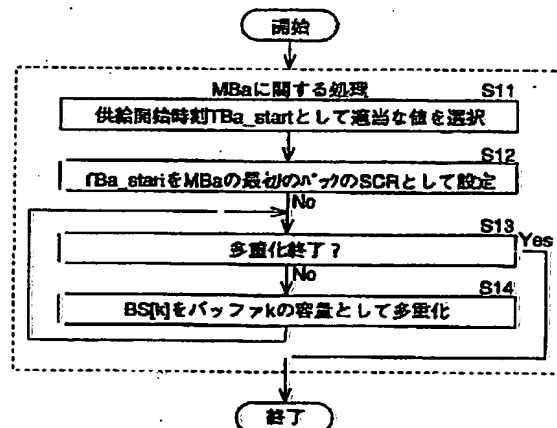 開始
MBaに関する処理
S11
供給開始時刻TBa_startとして適当な値を選択
S12
TBa_startをMBaの最初のパックのSCRとして設定
No
S13
多重化終了？
Yes
No
S14
BS[k]をバッファkの容量として多重化
終了